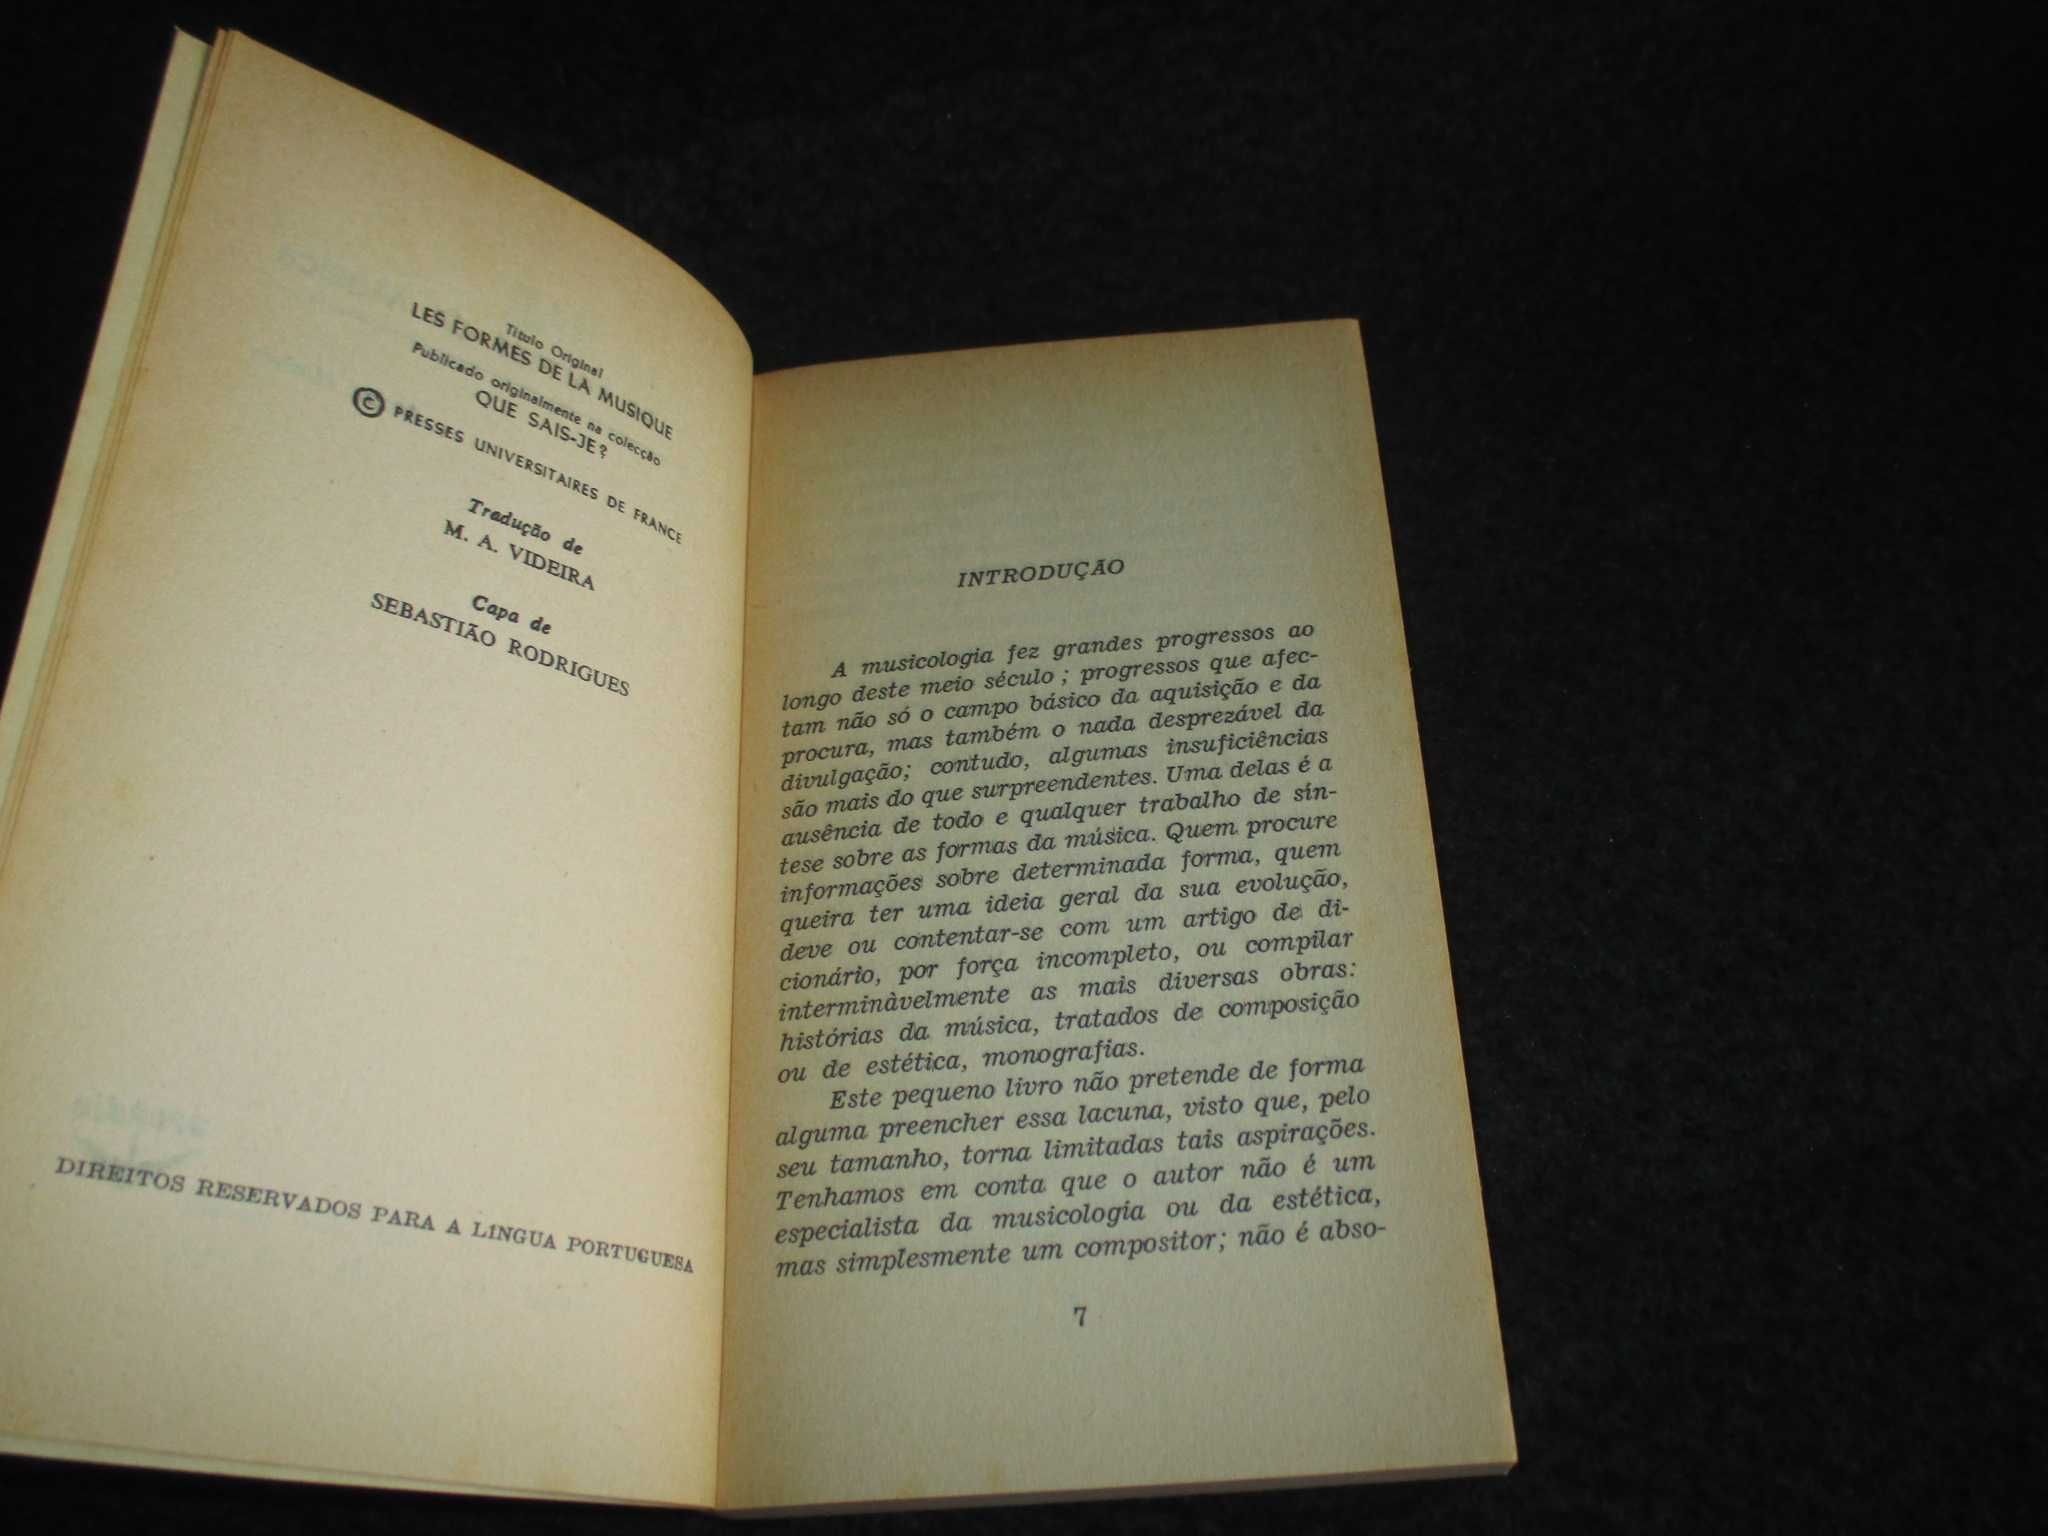 Título Original
LES FORMES DE LA MUSIQUE
Publicado originalmente na colecção
QUE SAIS-JE?
© PRESSES UNIVERSITAIRES DE FRANCE
Tradução de
M. A. VIDEIRA
Capa de
SEBASTIÃO RODRIGUES
DIREITOS RESERVADOS PARA A LÍNGUA PORTUGUESA
INTRODUÇÃO
A musicologia fez grandes progressos ao
longo deste meio século ; progressos que afec-
tam não só o campo básico da aquisição e da
procura, mas também o nada desprezável da
divulgação; contudo, algumas insuficiências
são mais do que surpreendentes. Uma delas é a
ausência de todo e qualquer trabalho de sín-
tese sobre as formas da música. Quem procure
informações sobre determinada forma, quem
queira ter uma ideia geral da sua evolução,
deve ou contentar-se com um artigo de di-
cionário, por força incompleto, ou compilar
interminàvelmente as mais diversas obras:
histórias da música, tratados de composição
ou de estética, monografias.
Este pequeno livro não pretende de forma
alguma preencher essa lacuna, visto que, pelo
seu tamanho, torna limitadas tais aspirações.
Tenhamos em conta que o autor não é um
especialista da musicologia ou da estética,
mas simplesmente um compositor; não é abso-
7